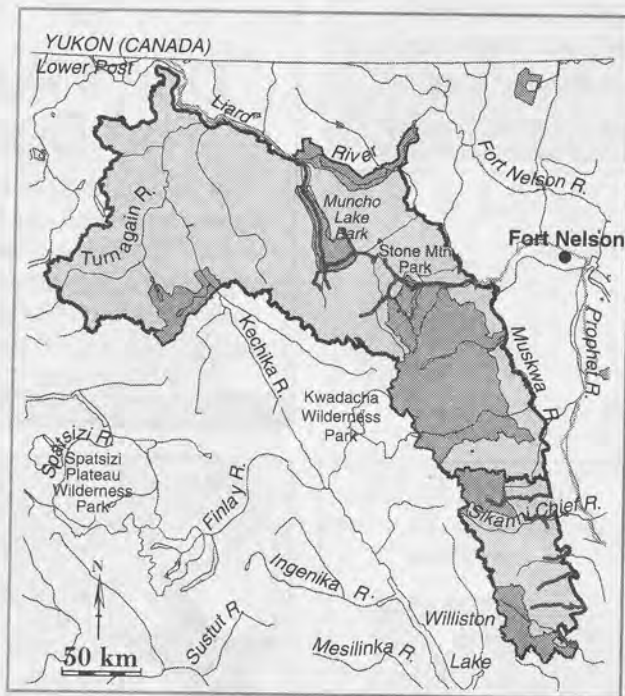 YUKON (CANADA)
Lower Post
Liard
River
Fort Nelson R.
Muncho
Lake
Park
Turnagain R.
Stone Mtn
Park
Fort Nelson
Kechika R.
Muskwa R.
Prophet R.
Kwadacha
Wilderness
Park
Spatsizi R.
Spatsizi
Plateau
Wilderness
Park
Finlay R.
Sikanni Chief R.
N
Ingenika R.
Williston
Lake
Sustut R.
Mesilinka R.
50 km